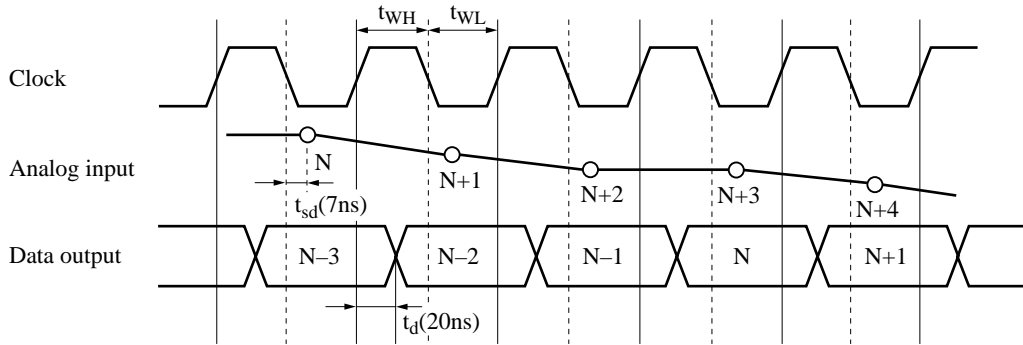 tWH tWL
Clock
Analog input
N
N+1
N+2
N+3
N+4
tsd(7ns)
Data output
N–3
N–2
N–1
N
N+1
td(20ns)